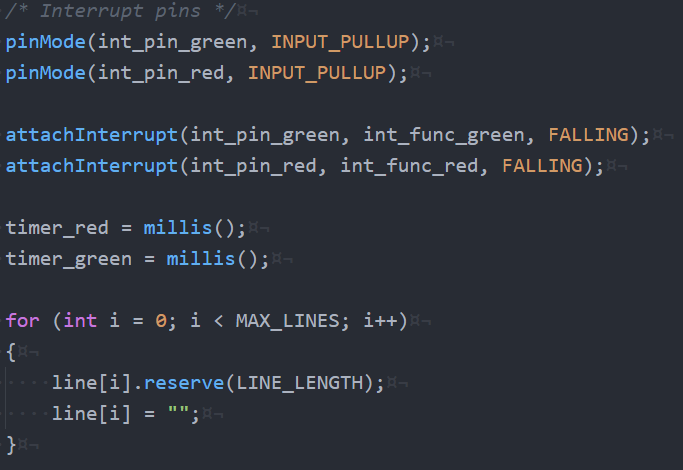 /* Interrupt pins */¤¬
pinMode(int_pin_green, INPUT_PULLUP);¤¬
pinMode(int_pin_red, INPUT_PULLUP);¤¬
attachInterrupt(int_pin_green, int_func_green, FALLING);¤¬
attachInterrupt(int_pin_red, int_func_red, FALLING);¤¬
timer_red = millis();¤¬
timer_green = millis();¤¬
for (int i = 0; i < MAX_LINES; i++)¤¬
{¤¬
····line[i].reserve(LINE_LENGTH);¤¬
····line[i] = "";¤¬
}¤¬